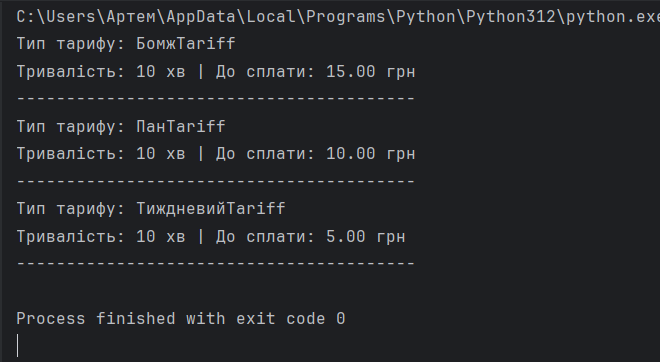 C:\Users\Артем\AppData\Local\Programs\Python\Python312\python.exe
Тип тарифу: БомжTariff
Тривалість: 10 хв | До сплати: 15.00 грн
----------------------------------------
Тип тарифу: ПанTariff
Тривалість: 10 хв | До сплати: 10.00 грн
----------------------------------------
Тип тарифу: ТиждневийTariff
Тривалість: 10 хв | До сплати: 5.00 грн
----------------------------------------
Process finished with exit code 0